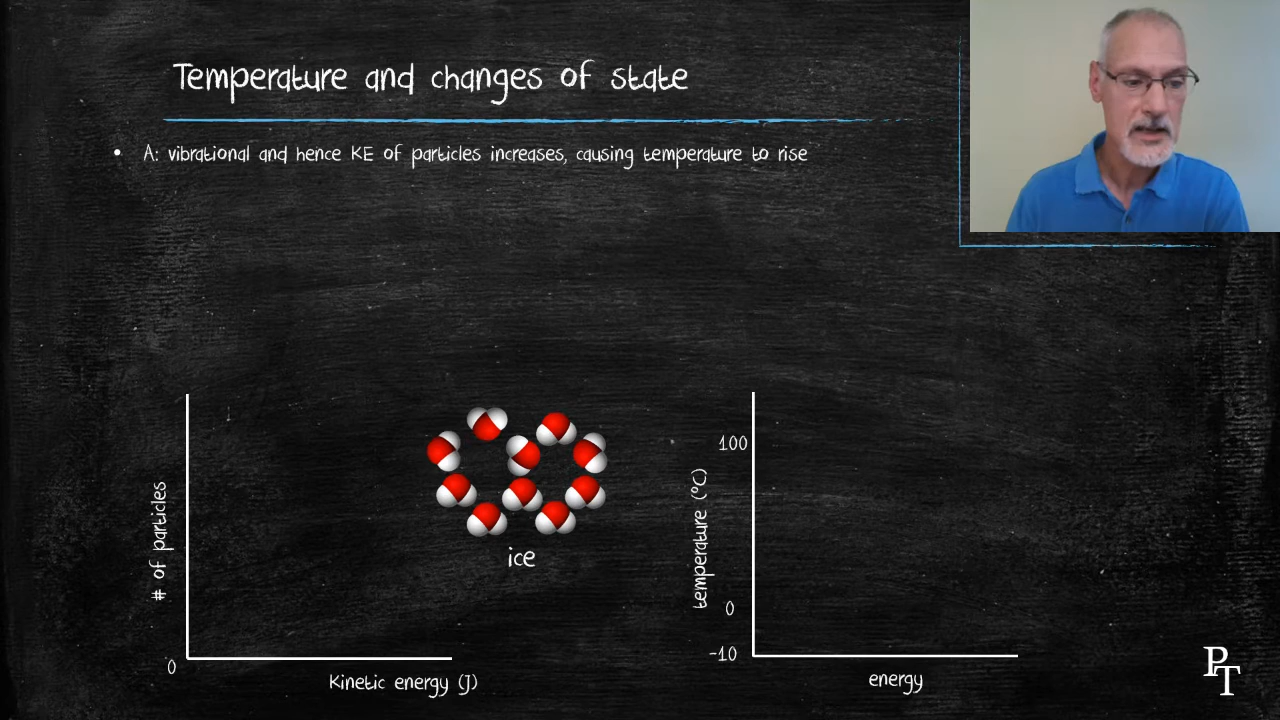 Temperature and changes of state
• A: vibrational and hence KE of particles increases, causing temperature to rise
# of particles
0
Kinetic energy (J)
ice
temperature (°C)
100
0
-10
energy
PT